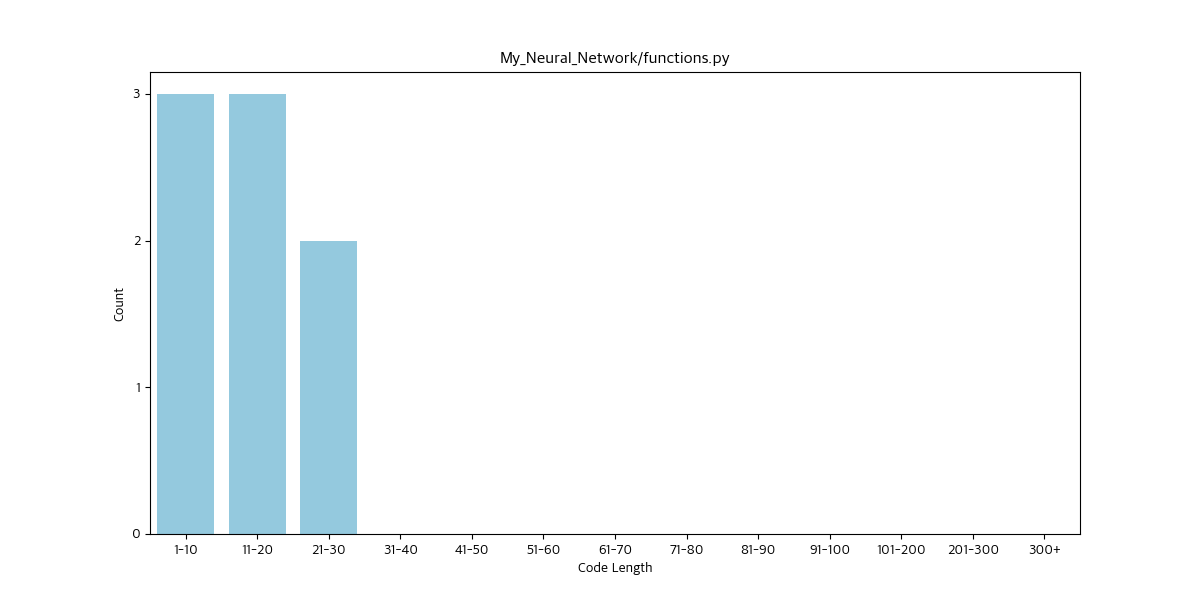 My_Neural_Network/functions.py
Count
3
2
1
0
1-10 11-20 21-30 31-40 41-50 51-60 61-70 71-80 81-90 91-100 101-200 201-300 300+
Code Length